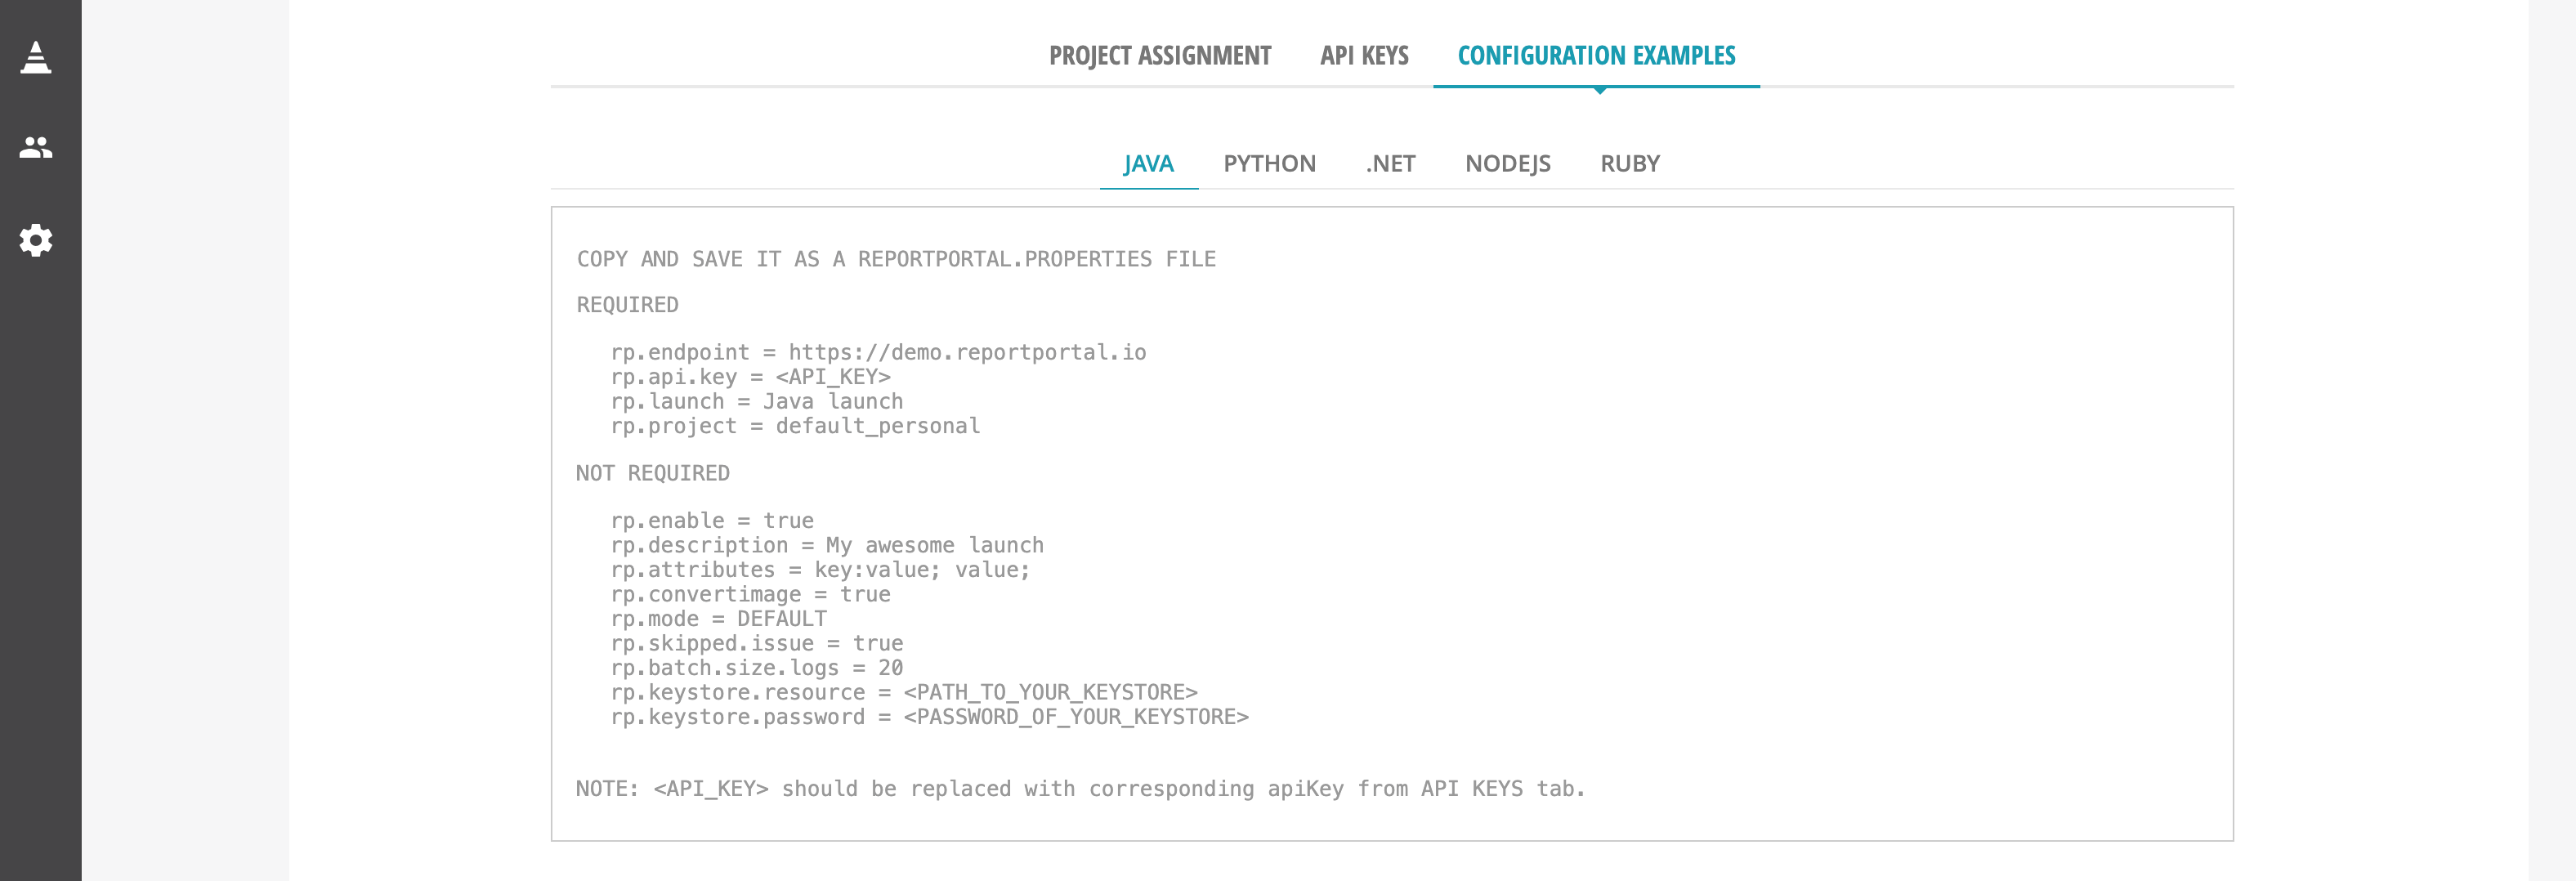 PROJECT ASSIGNMENT API KEYS CONFIGURATION EXAMPLES
JAVA PYTHON .NET NODEJS RUBY
COPY AND SAVE IT AS A REPORTPORTAL.PROPERTIES FILE
REQUIRED
rp.endpoint = https://demo.reportportal.io
rp.api.key = <API_KEY>
rp.launch = Java launch
rp.project = default_personal
NOT REQUIRED
rp.enable = true
rp.description = My awesome launch
rp.attributes = key:value; value;
rp.convertimage = true
rp.mode = DEFAULT
rp.skipped.issue = true
rp.batch.size.logs = 20
rp.keystore.resource = <PATH_TO_YOUR_KEYSTORE>
rp.keystore.password = <PASSWORD_OF_YOUR_KEYSTORE>
NOTE: <API_KEY> should be replaced with corresponding apiKey from API KEYS tab.